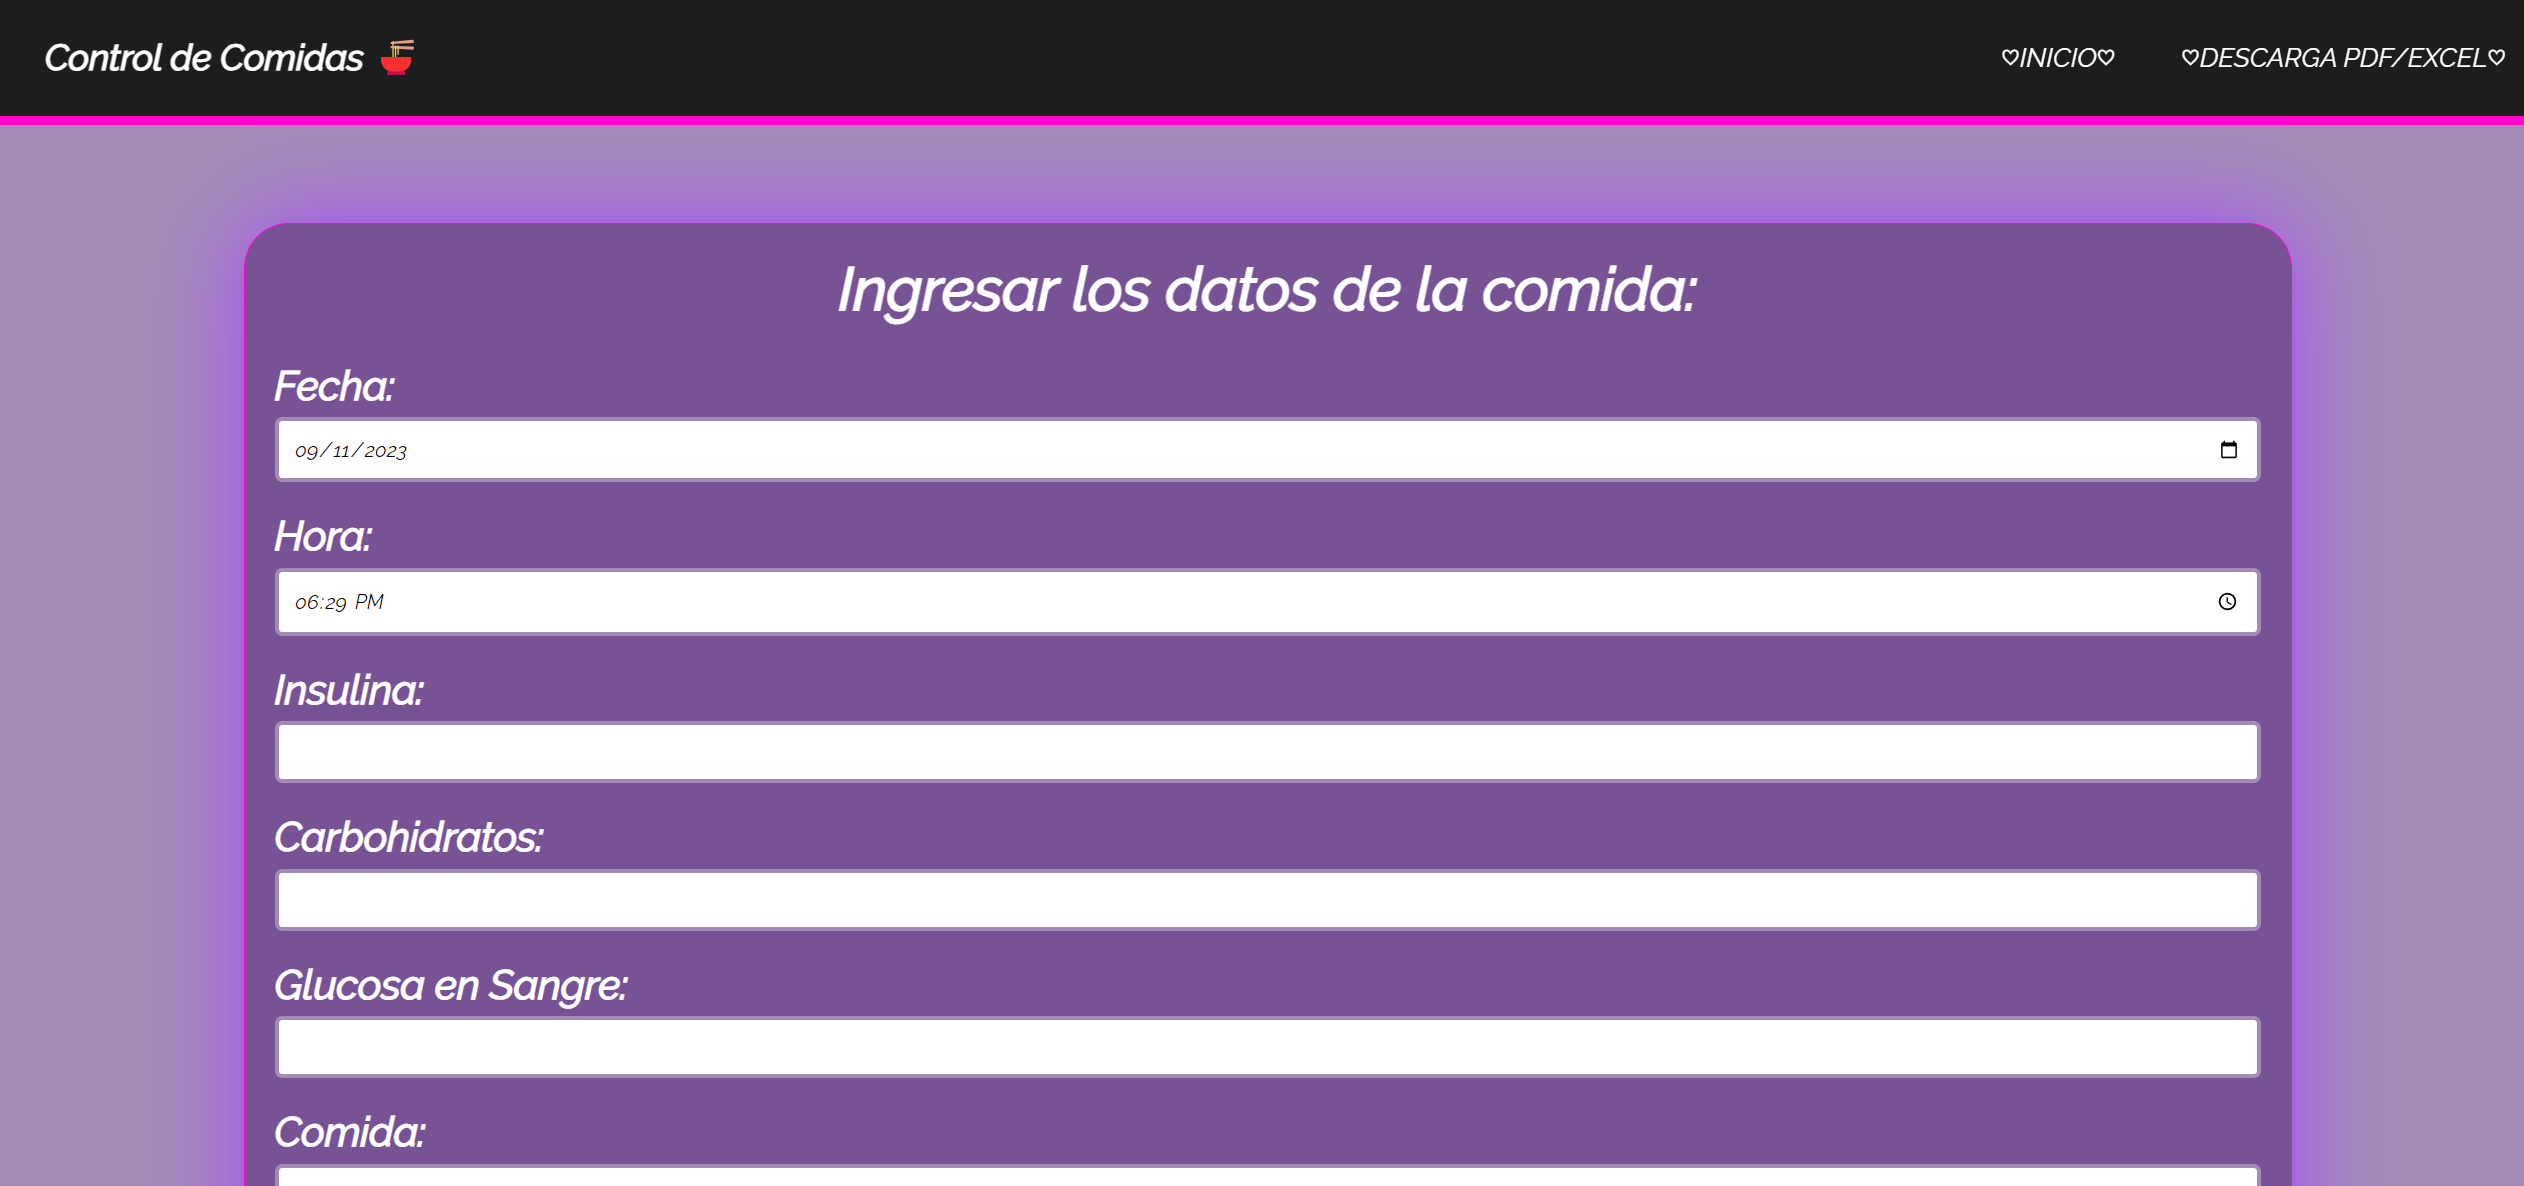 Control de Comidas 🍜
♡INICIO♡
♡DESCARGA PDF/EXCEL♡
Ingresar los datos de la comida:
Fecha:
09/11/2023
Hora:
06:29 PM
Insulina:
Carbohidratos:
Glucosa en Sangre:
Comida: